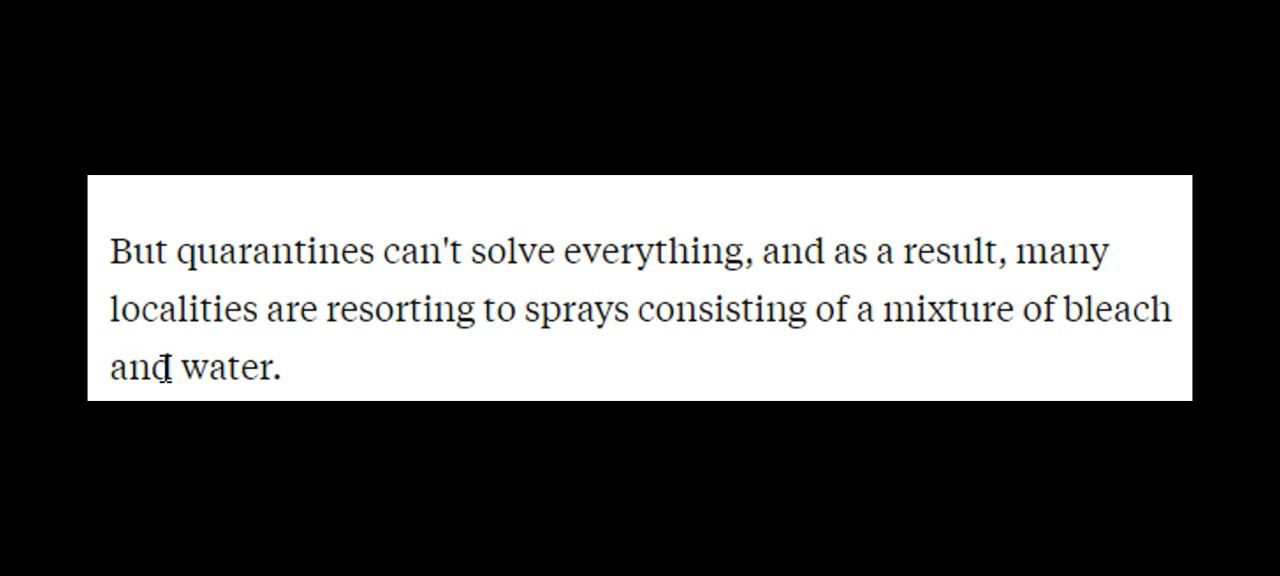 But quarantines can't solve everything, and as a result, many
localities are resorting to sprays consisting of a mixture of bleach
and water.